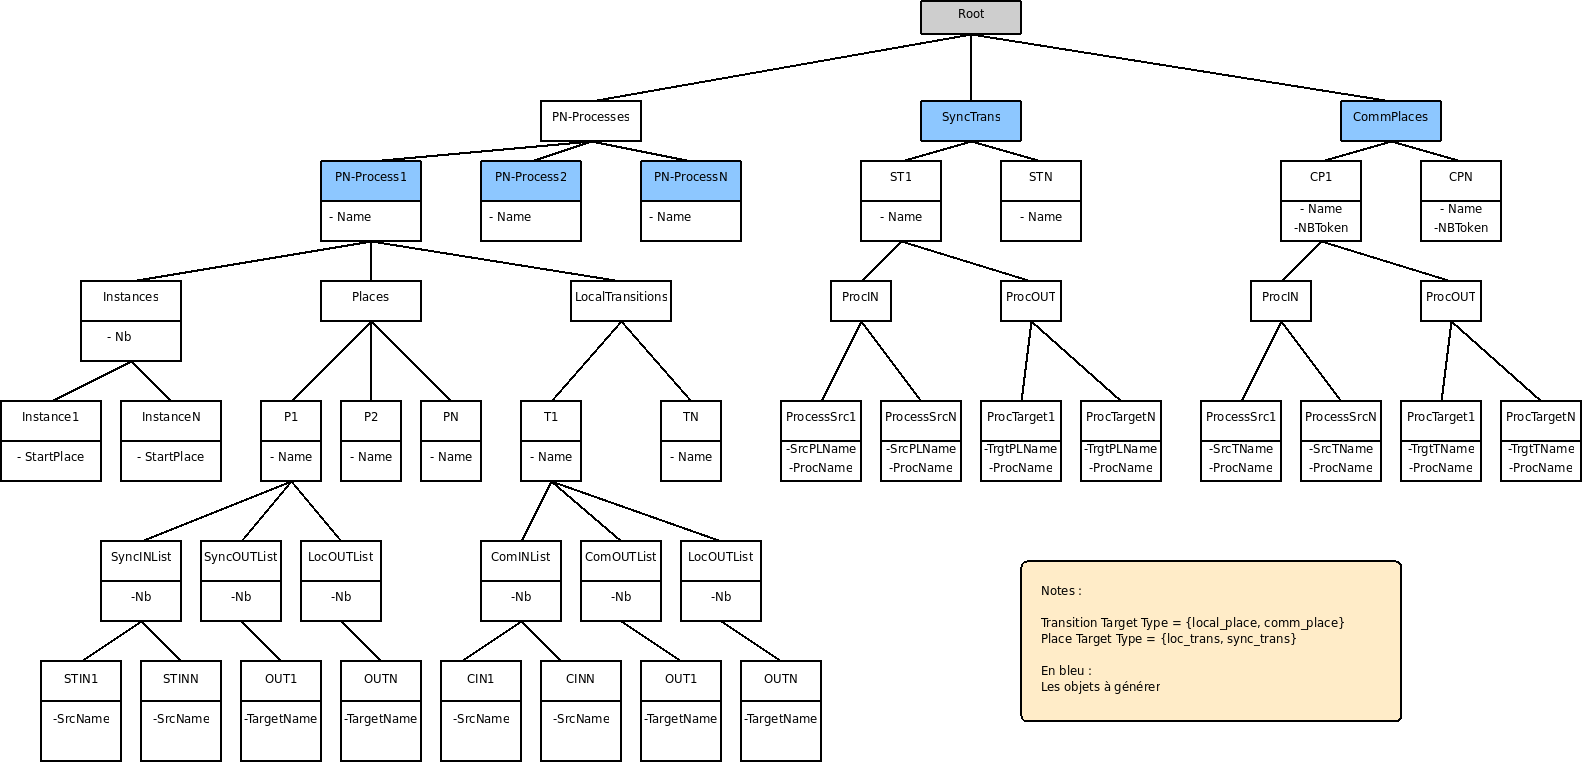 Root
PN-Processes
SyncTrans
CommPlaces
PN-Process1
- Name
PN-Process2
- Name
PN-ProcessN
- Name
ST1
- Name
STN
- Name
CP1
- Name
-NBToken
CPN
- Name
-NBToken
Instances
- Nb
Places
LocalTransitions
ProcIN
ProcOUT
ProcIN
ProcOUT
Instance1
- StartPlace
InstanceN
- StartPlace
P1
- Name
P2
- Name
PN
- Name
T1
- Name
TN
- Name
ProcessSrc1
-SrcPLName
-ProcName
ProcessSrcN
-SrcPLName
-ProcName
ProcTarget1
-TrgtPLName
-ProcName
ProcTargetN
-TrgtPLName
-ProcName
ProcessSrc1
-SrcTName
-ProcName
ProcessSrcN
-SrcTName
-ProcName
ProcTarget1
-TrgtTName
-ProcName
ProcTargetN
-TrgtTName
-ProcName
SyncINList
-Nb
SyncOUTList
-Nb
LocOUTList
-Nb
ComINList
-Nb
ComOUTList
-Nb
LocOUTList
-Nb
STIN1
-SrcName
STINN
-SrcName
OUT1
-TargetName
OUTN
-TargetName
CIN1
-SrcName
CINN
-SrcName
OUT1
-TargetName
OUTN
-TargetName
Notes :
Transition Target Type = {local_place, comm_place}
Place Target Type = {loc_trans, sync_trans}
En bleu :
Les objets à générer